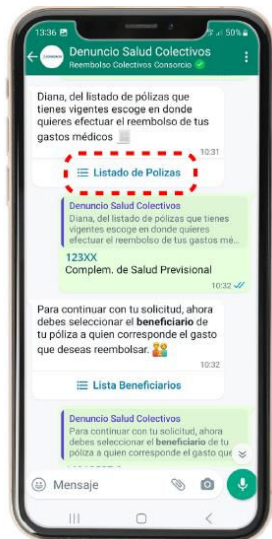 13:36
50%
Denuncio Salud Colectivos
Reembolso Colectivos Consorcio
Diana, del listado de pólizas que
tienes vigentes escoge en donde
quieres efectuar el reembolso de tus
gastos médicos
10:31
Listado de Polizas
Denuncio Salud Colectivos
Diana, del listado de pólizas que tienes
vigentes escoge en donde quieres
efectuar el reembolso de tus gastos mé...
123XX
Complem. de Salud Previsional
10:32
Para continuar con tu solicitud, ahora
debes seleccionar el beneficiario de
tu póliza a quien corresponde el gasto
que deseas reembolsar.
10:32
Lista Beneficiarios
Denuncio Salud Colectivos
Para continuar con tu solicitud, ahora
debes seleccionar el beneficiario de tu
póliza a quien corresponde el gasto que
Mensaje